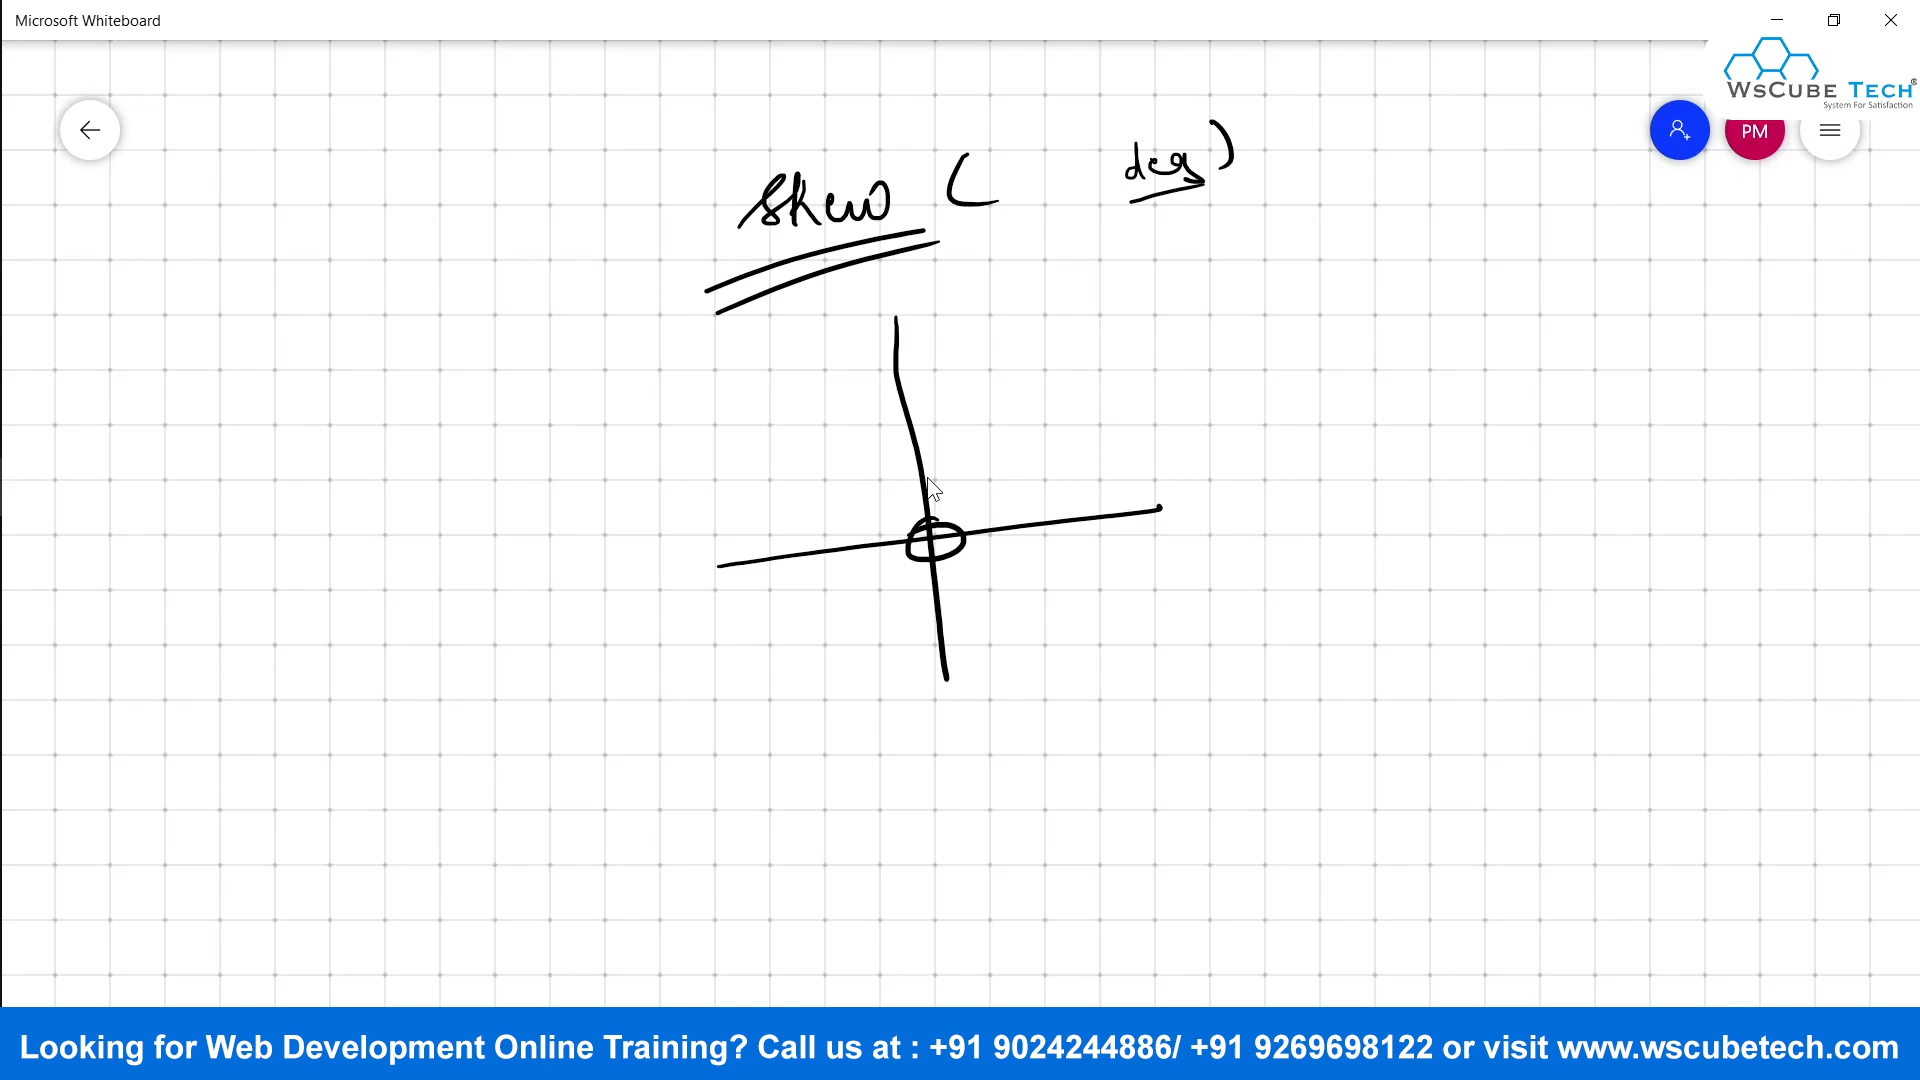 Microsoft Whiteboard
WsCube Tech®
System For Satisfaction
PM
skew ( deg)
Looking for Web Development Online Training? Call us at : +91 9024244886/ +91 9269698122 or visit www.wscubetech.com